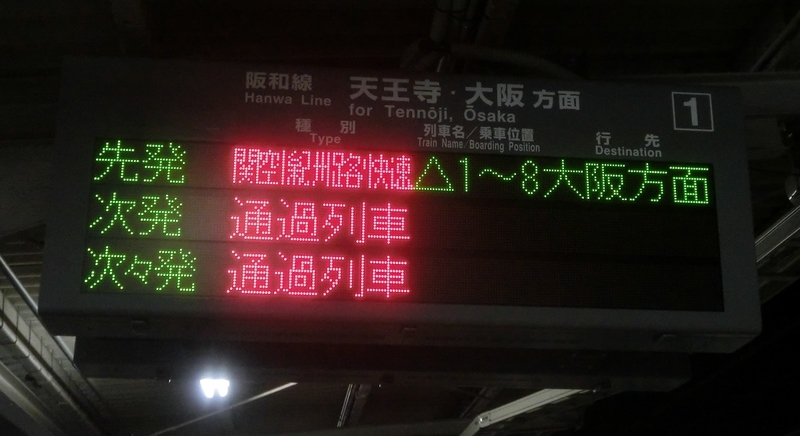 阪和線 天王寺・大阪 方面 1
Hanwa Line for Tennōji, Ōsaka
種別 列車名／乗車位置 行先
Type Train Name/Boarding Position Destination
先発 関空/紀州路快速 △1～8 大阪方面
次発 通過列車
次々発 通過列車